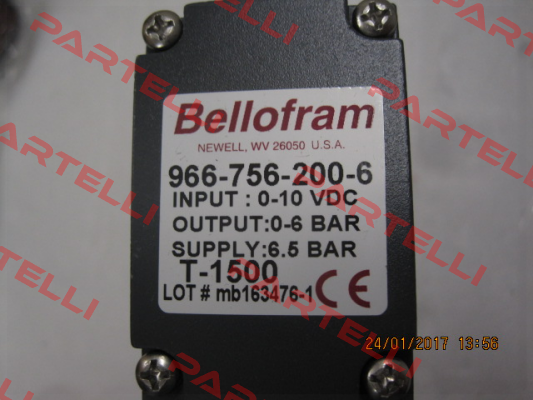 Bellofram
NEWELL, WV 26050 U.S.A.
966-756-200-6
INPUT : 0-10 VDC
OUTPUT:0-6 BAR
SUPPLY:6.5 BAR
T-1500
LOT # mb163476-1 CE
24/01/2017 13:56
PARTELLI
PARTELLI
PARTELLI
PARTELLI
PARTELLI